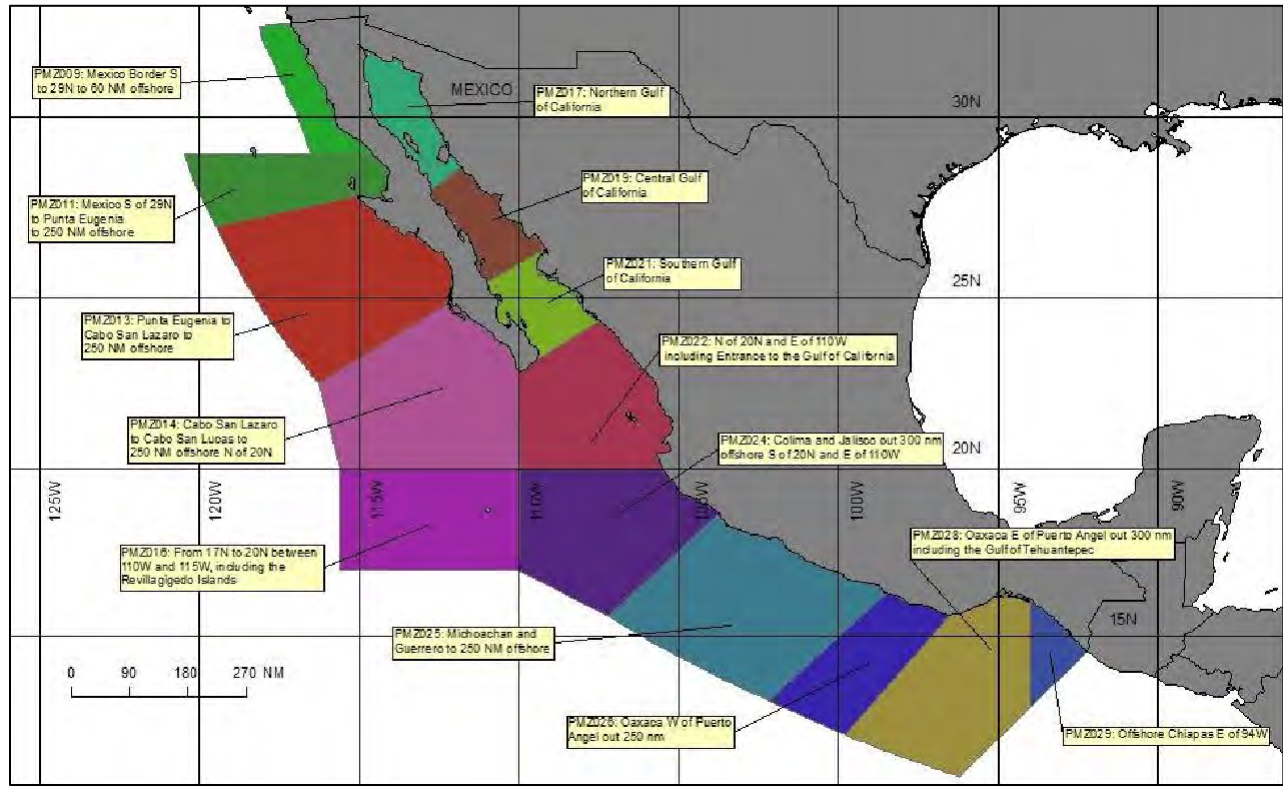 PMZ009: Mexico Border S
to 29N to 60 NM offshore
MEXICO
PMZ017: Northern Gulf
of California
30N
PMZ019: Central Gulf
of California
PMZ011: Mexico S of 29N
to Punta Eugenia
to 250 NM offshore
PMZ021: Southern Gulf
of California
25N
PMZ013: Punta Eugenia to
Cabo San Lazaro to
250 NM offshore
PMZ022: N of 20N and E of 110W
including Entrance to the Gulf of California
PMZ014: Cabo San Lazaro
to Cabo San Lucas to
250 NM offshore N of 20N
PMZ024: Colima and Jalisco out 300 nm
offshore S of 20N and E of 110W
20N
125W
120W
115W
110W
105W
100W
95W
90W
PMZ016: From 17N to 20N between
110W and 115W, including the
Revillagigedo Islands
PMZ028: Oaxaca E of Puerto Angel out 300 nm
including the Gulf of Tehuantepec
15N
PMZ025: Michoachan and
Guerrero to 250 NM offshore
0 90 180 270 NM
PMZ026: Oaxaca W of Puerto
Angel out 250 nm
PMZ029: Offshore Chiapas E of 94W